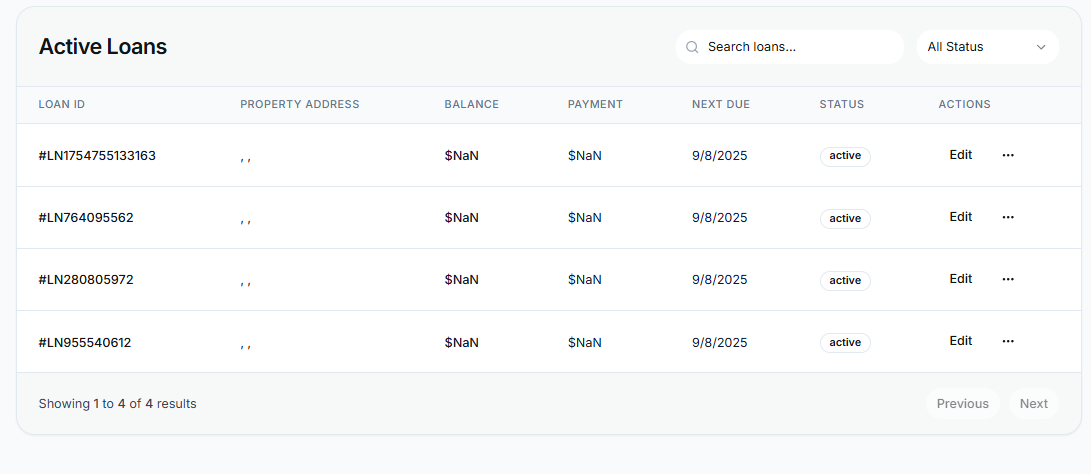 Active Loans
Search loans...
All Status
LOAN ID PROPERTY ADDRESS BALANCE PAYMENT NEXT DUE STATUS ACTIONS
#LN1754755133163 , , $NaN $NaN 9/8/2025 active Edit ···
#LN764095562 , , $NaN $NaN 9/8/2025 active Edit ···
#LN280805972 , , $NaN $NaN 9/8/2025 active Edit ···
#LN955540612 , , $NaN $NaN 9/8/2025 active Edit ···
Showing 1 to 4 of 4 results Previous Next